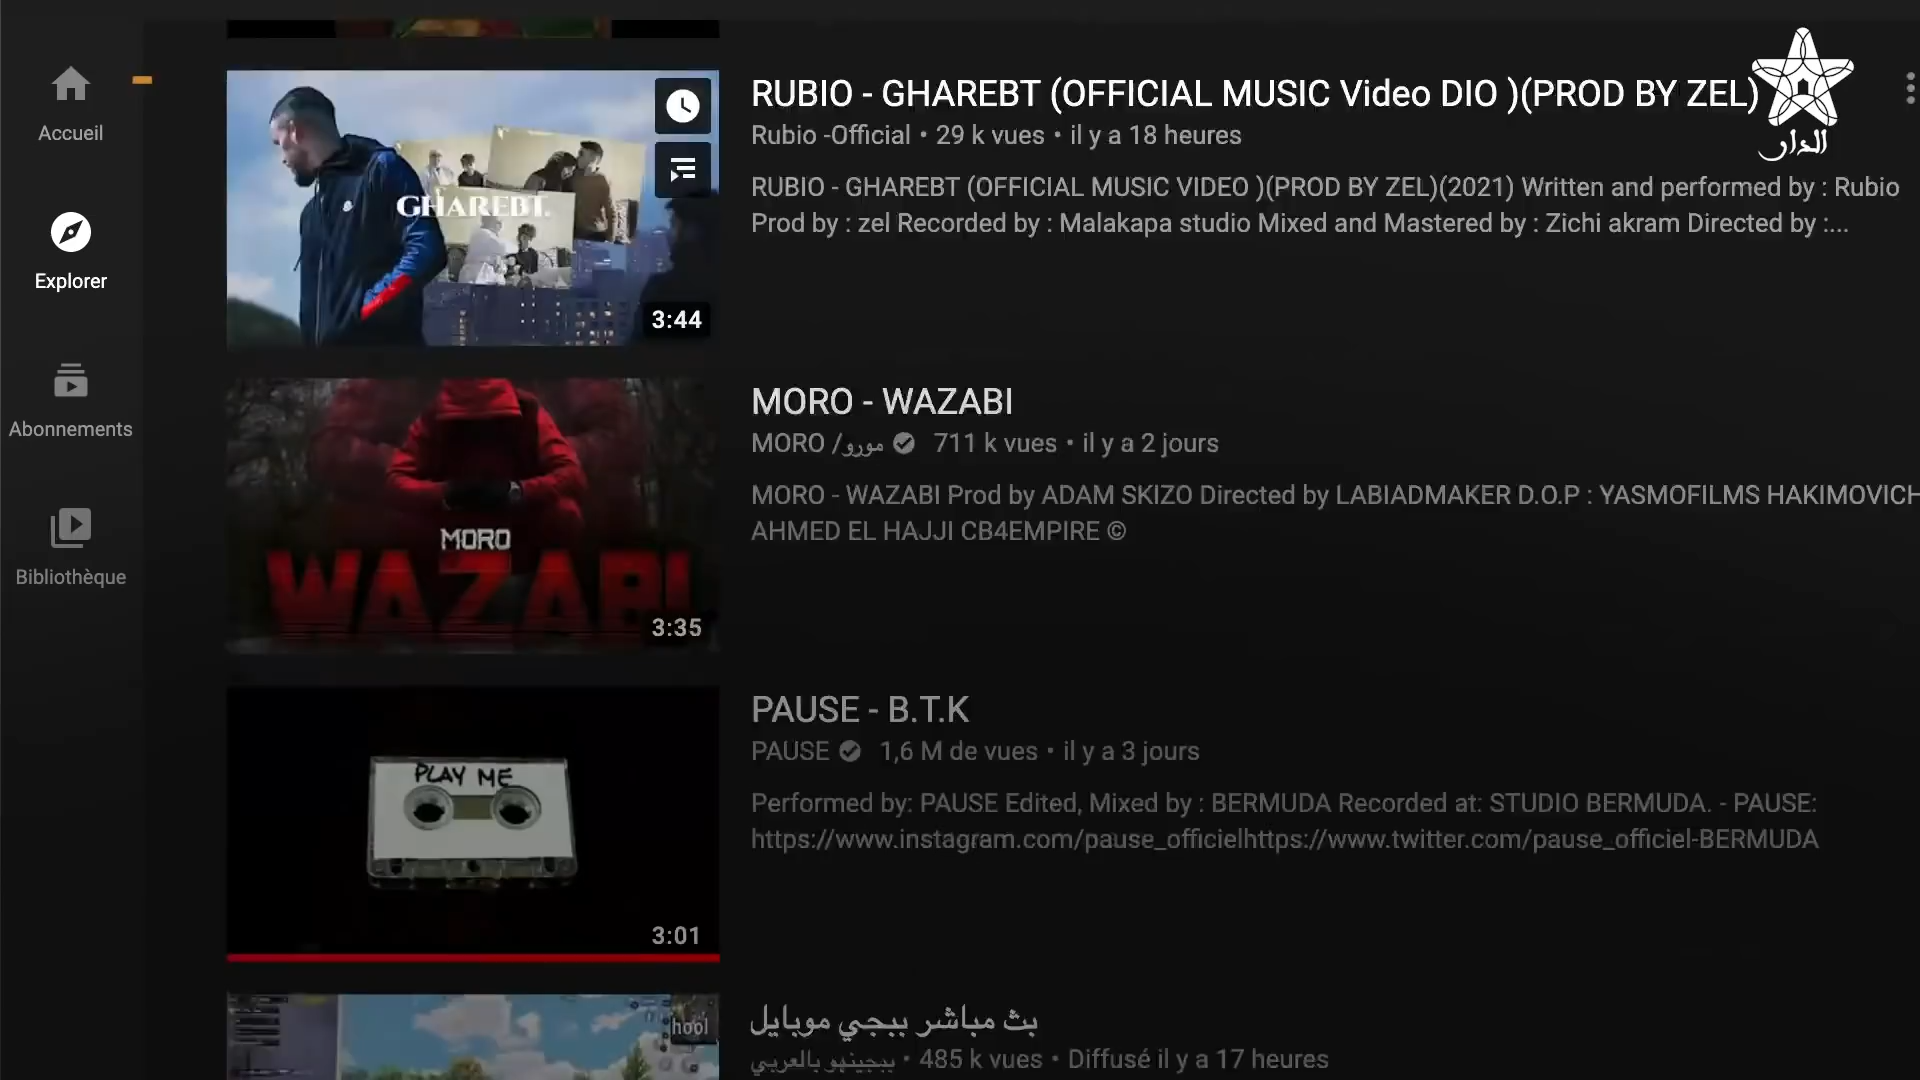 Accueil
Explorer
Abonnements
Bibliothèque
GHAREBT.
3:44
RUBIO - GHAREBT (OFFICIAL MUSIC Video DIO )(PROD BY ZEL)
Rubio -Official • 29 k vues • il y a 18 heures
RUBIO - GHAREBT (OFFICIAL MUSIC VIDEO )(PROD BY ZEL)(2021) Written and performed by : Rubio
Prod by : zel Recorded by : Malakapa studio Mixed and Mastered by : Zichi akram Directed by :...
الدار
MORO
WAZABI
3:35
MORO - WAZABI
MORO /مورو 711 k vues • il y a 2 jours
MORO - WAZABI Prod by ADAM SKIZO Directed by LABIADMAKER D.O.P : YASMOFILMS HAKIMOVICH
AHMED EL HAJJI CB4EMPIRE ©
PLAY ME
3:01
PAUSE - B.T.K
PAUSE 1,6 M de vues • il y a 3 jours
Performed by: PAUSE Edited, Mixed by : BERMUDA Recorded at: STUDIO BERMUDA. - PAUSE:
https://www.instagram.com/pause_officielhttps://www.twitter.com/pause_officiel-BERMUDA
hool
بث مباشر ببجي موبايل
ببجينهو بالعربي • 485 k vues • Diffusé il y a 17 heures